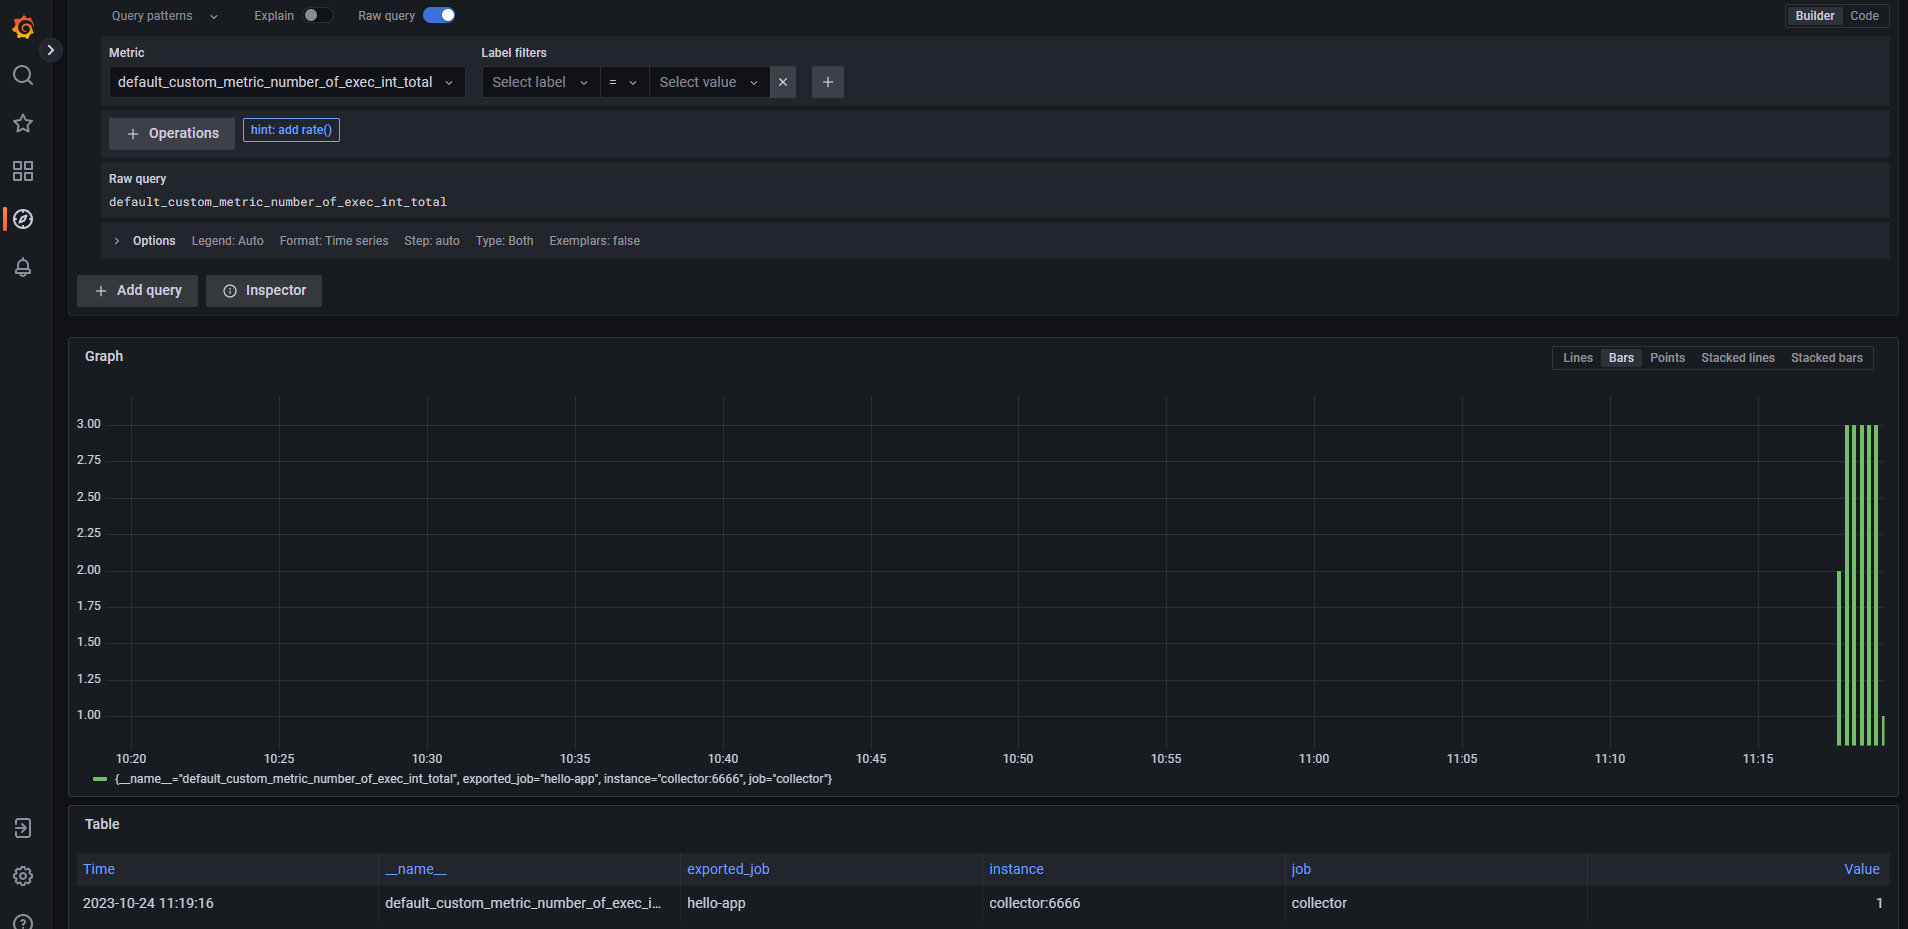 Query patterns Explain Raw query Builder Code
Metric Label filters
default_custom_metric_number_of_exec_int_total Select label = Select value
Operations hint: add rate()
Raw query
default_custom_metric_number_of_exec_int_total
Options Legend: Auto Format: Time series Step: auto Type: Both Exemplars: false
Add query Inspector
Graph Lines Bars Points Stacked lines Stacked bars
3.00
2.75
2.50
2.25
2.00
1.75
1.50
1.25
1.00
10:20 10:25 10:30 10:35 10:40 10:45 10:50 10:55 11:00 11:05 11:10 11:15
{__name__="default_custom_metric_number_of_exec_int_total", exported_job="hello-app", instance="collector:6666", job="collector"}
Table
Time __name__ exported_job instance job Value
2023-10-24 11:19:16 default_custom_metric_number_of_exec_i... hello-app collector:6666 collector 1